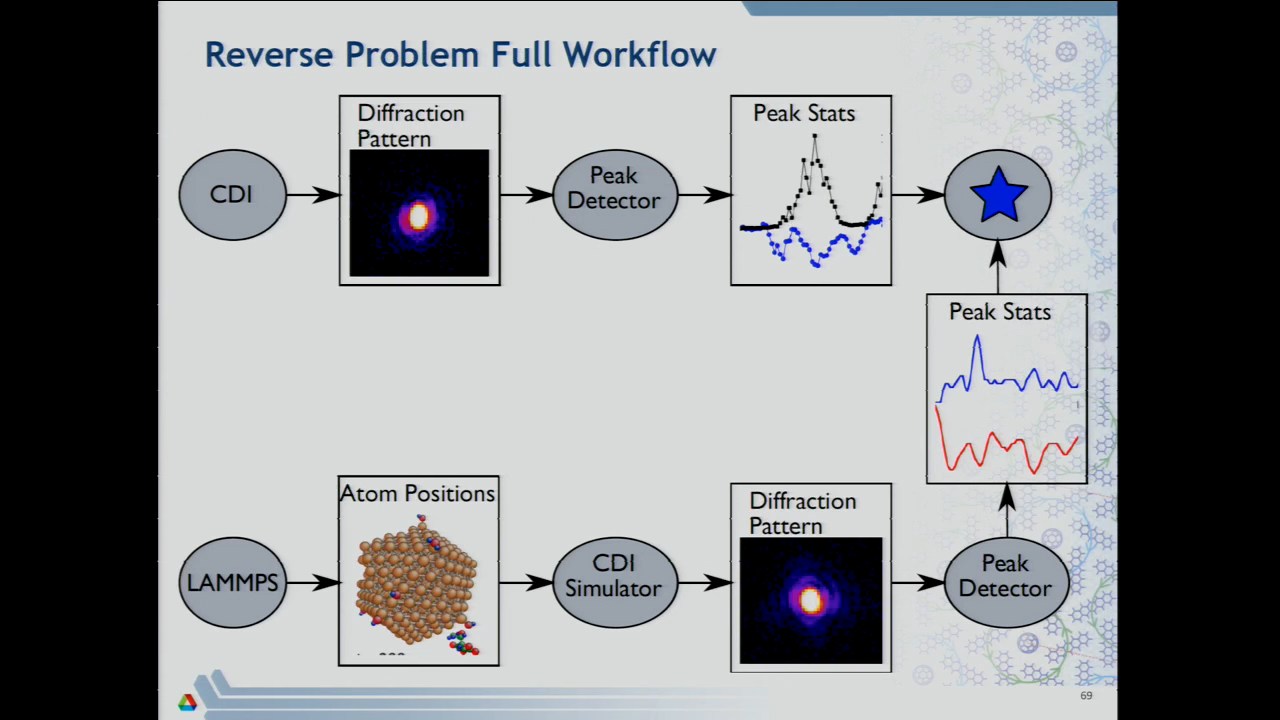 Reverse Problem Full Workflow
Diffraction
Pattern
Peak Stats
CDI
Peak
Detector
Peak Stats
Atom Positions
Diffraction
Pattern
LAMMPS
CDI
Simulator
Peak
Detector
69